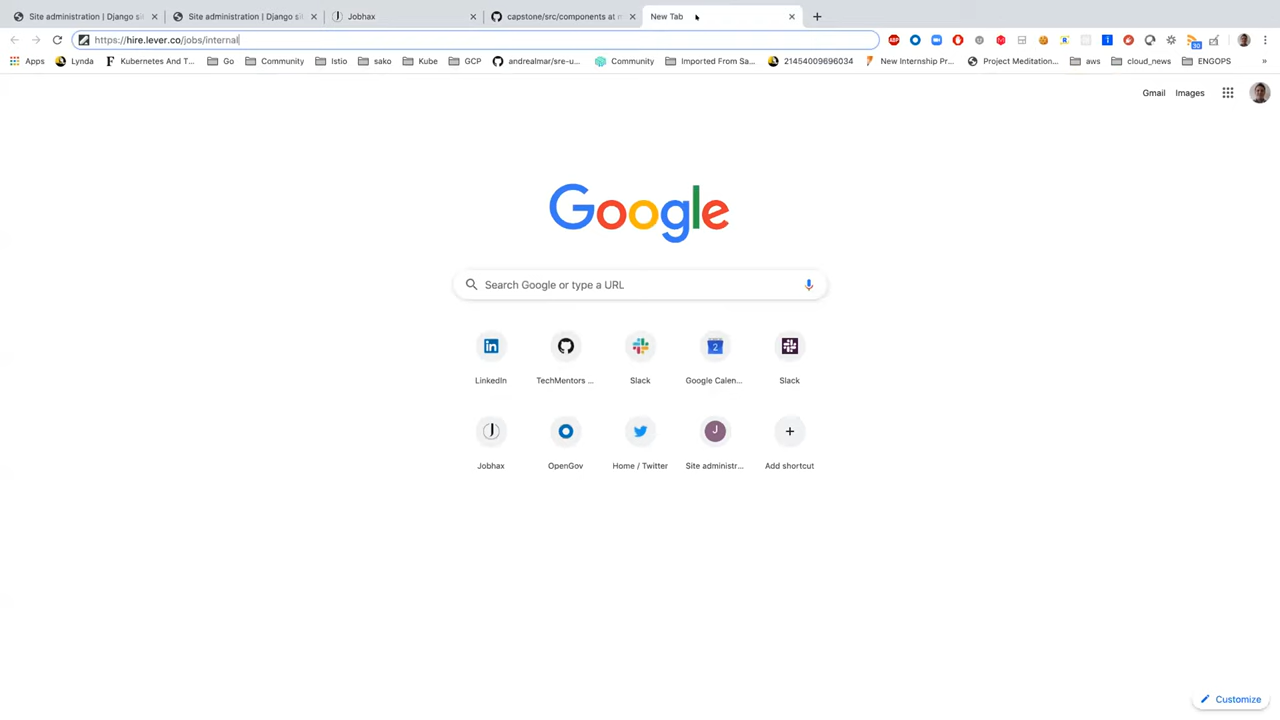 Site administration | Django si
Site administration | Django si
Jobhax
capstone/src/components at m
New Tab
https://hire.lever.co/jobs/internal
Apps
Lynda
Kubernetes And T...
Go
Community
Istio
sako
Kube
GCP
andrealmar/sre-u...
Community
Imported From Sa...
21454009696034
New Internship Pr...
Project Meditation...
aws
cloud_news
ENGOPS
»
30
Gmail
Images
Google
Search Google or type a URL
LinkedIn
TechMentors ...
Slack
2
Google Calen...
Slack
Jobhax
OpenGov
Home / Twitter
J
Site administr...
Add shortcut
Customize